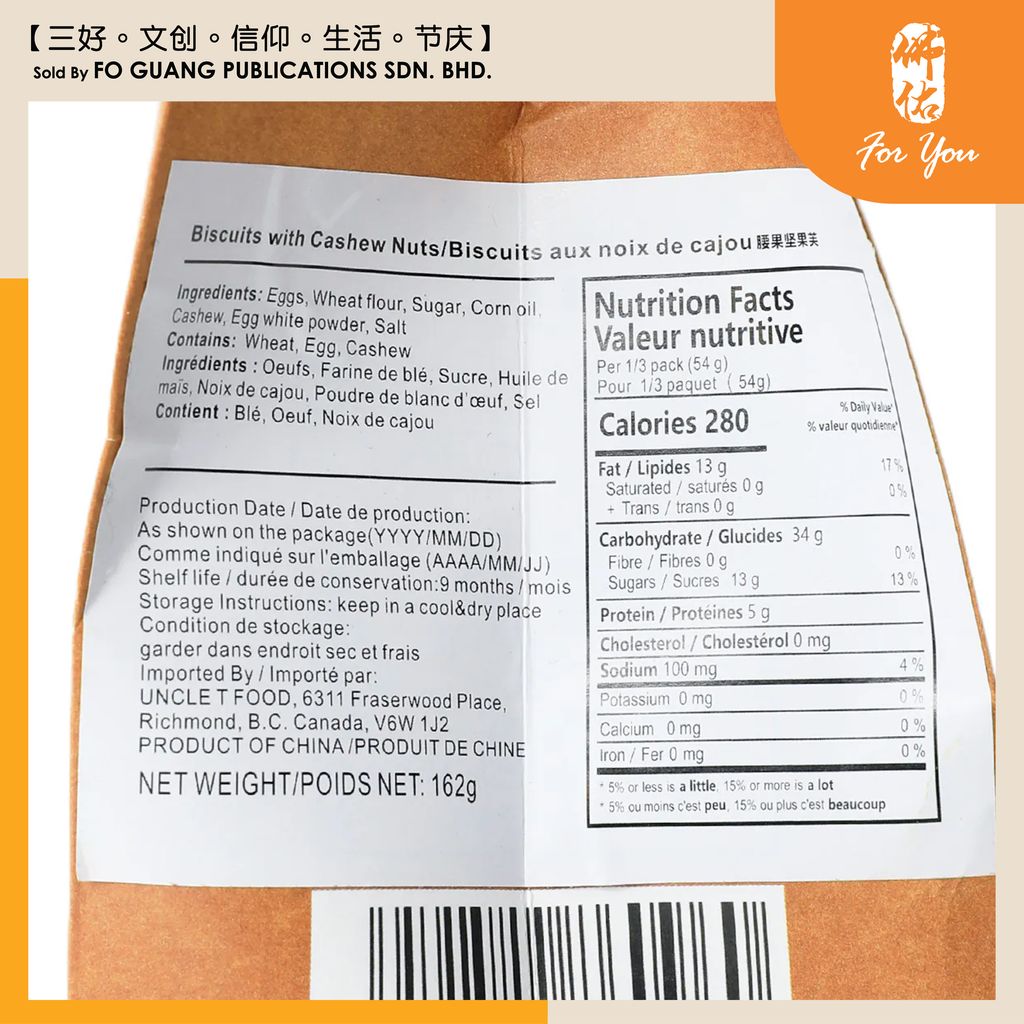 【三好。文创。信仰。生活。节庆】
Sold By FO GUANG PUBLICATIONS SDN. BHD.
佑
For You
Biscuits with Cashew Nuts/Biscuits aux noix de cajou 腰果坚果芙
Ingredients: Eggs, Wheat flour, Sugar, Corn oil,
Cashew, Egg white powder, Salt
Contains: Wheat, Egg, Cashew
Ingrédients : Oeufs, Farine de blé, Sucre, Huile de
maïs, Noix de cajou, Poudre de blanc d'œuf, Sel
Contient : Blé, Oeuf, Noix de cajou
Production Date / Date de production:
As shown on the package(YYYY/MM/DD)
Comme indiqué sur l'emballage (AAAA/MM/JJ)
Shelf life / durée de conservation:9 months / mois
Storage Instructions: keep in a cool&dry place
Condition de stockage:
garder dans endroit sec et frais
Imported By / Importé par:
UNCLE T FOOD, 6311 Fraserwood Place,
Richmond, B.C. Canada, V6W 1J2
PRODUCT OF CHINA/PRODUIT DE CHINE
NET WEIGHT/POIDS NET: 162g
Nutrition Facts
Valeur nutritive
Per 1/3 pack (54 g)
Pour 1/3 paquet ( 54g)
Calories 280
% Daily Value*
% valeur quotidienne*
Fat / Lipides 13 g 17 %
Saturated / saturés 0 g 0 %
+ Trans / trans 0 g
Carbohydrate / Glucides 34 g
Fibre / Fibres 0 g 0 %
Sugars / Sucres 13 g 13 %
Protein / Protéines 5 g
Cholesterol / Cholestérol 0 mg
Sodium 100 mg 4 %
Potassium 0 mg 0 %
Calcium 0 mg 0 %
Iron / Fer 0 mg 0 %
* 5% or less is a little, 15% or more is a lot
* 5% ou moins c'est peu, 15% ou plus c'est beaucoup